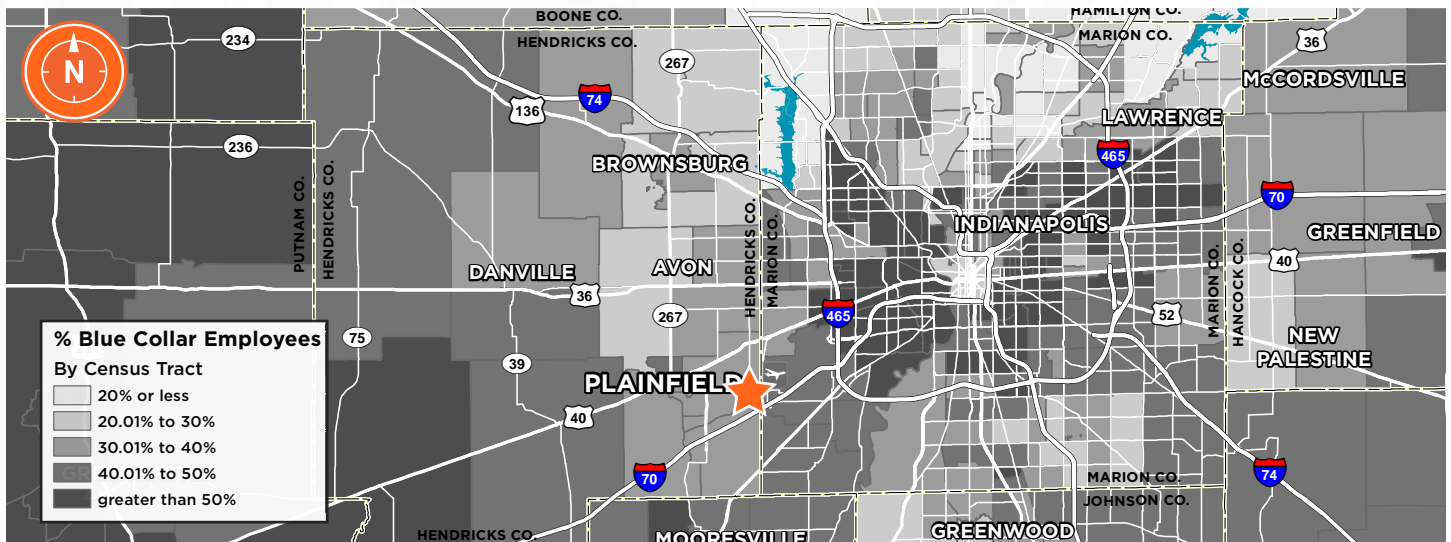 BOONE CO.
HENDRICKS CO.
HAMILTON CO.
MARION CO.
N
234
267
36
McCORDSVILLE
74
136
LAWRENCE
236
465
BROWNSBURG
PUTNAM CO.
HENDRICKS CO.
70
INDIANAPOLIS
GREENFIELD
HENDRICKS CO.
MARION CO.
MARION CO.
HANCOCK CO.
DANVILLE
AVON
40
36
267
465
52
% Blue Collar Employees
By Census Tract
20% or less
20.01% to 30%
30.01% to 40%
40.01% to 50%
greater than 50%
75
39
NEW
PALESTINE
PLAINFIELD
40
70
74
MARION CO.
JOHNSON CO.
HENDRICKS CO.
MOORESVILLE
GREENWOOD